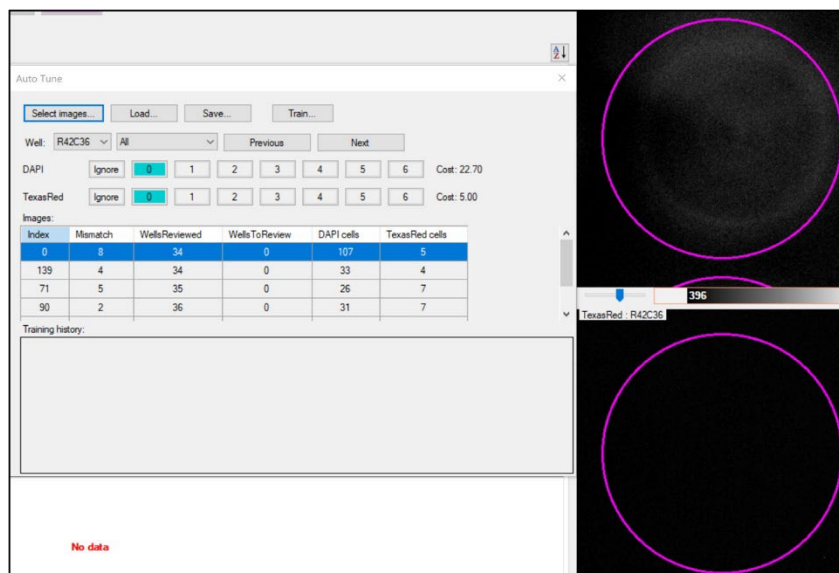 Auto Tune
Select images... Load... Save... Train...
Well: R42C36 All Previous Next
DAPI Ignore 0 1 2 3 4 5 6 Cost: 22.70
TexasRed Ignore 0 1 2 3 4 5 6 Cost: 5.00
Images:
Index Mismatch WellsReviewed WellsToReview DAPI cells TexasRed cells
0 8 34 0 107 5
139 4 34 0 33 4
71 5 35 0 26 7
90 2 36 0 31 7
Training history:
No data
396
TexasRed : R42C36